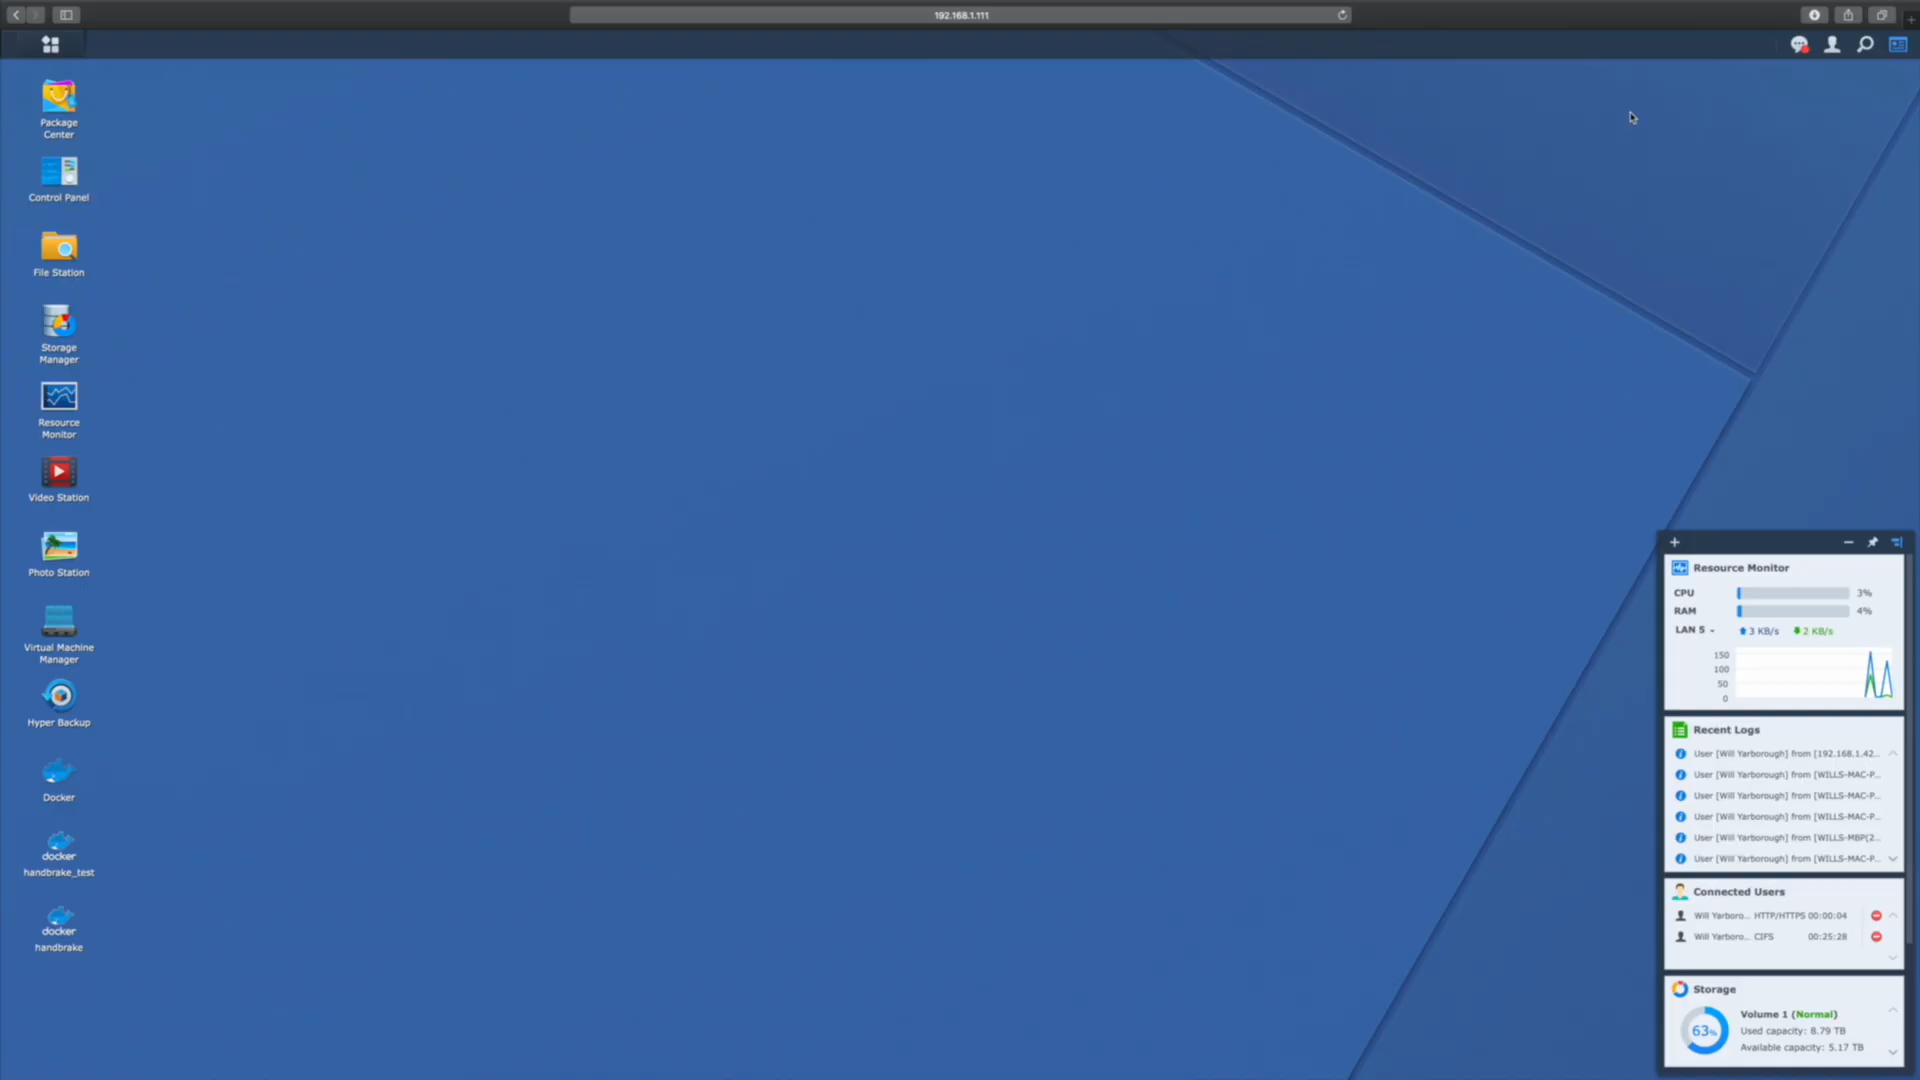 192.168.1.111
Package
Center
Control Panel
File Station
Storage
Manager
Resource
Monitor
Video Station
Photo Station
Virtual Machine
Manager
Hyper Backup
Docker
docker
handbrake_test
docker
handbrake
Resource Monitor
CPU 3%
RAM 4%
LAN 5 3 KB/s 2 KB/s
150
100
50
0
Recent Logs
User [Will Yarborough] from [192.168.1.42...
User [Will Yarborough] from [WILLS-MAC-P...
User [Will Yarborough] from [WILLS-MAC-P...
User [Will Yarborough] from [WILLS-MAC-P...
User [Will Yarborough] from [WILLS-MBP(2...
User [Will Yarborough] from [WILLS-MAC-P...
Connected Users
Will Yarboro... HTTP/HTTPS 00:00:04
Will Yarboro... CIFS 00:25:28
Storage
63%
Volume 1 (Normal)
Used capacity: 8.79 TB
Available capacity: 5.17 TB